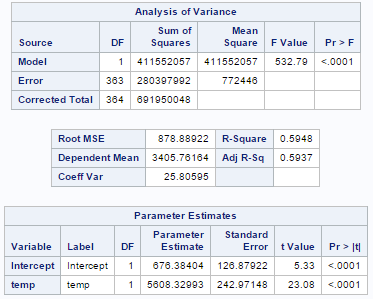 Analysis of Variance
Source DF Sum of Squares Mean Square F Value Pr > F
Model 1 411552057 411552057 532.79 <.0001
Error 363 280397992 772446
Corrected Total 364 691950048
Root MSE 878.88922 R-Square 0.5948
Dependent Mean 3405.76164 Adj R-Sq 0.5937
Coeff Var 25.80595
Parameter Estimates
Variable Label DF Parameter Estimate Standard Error t Value Pr > |t|
Intercept Intercept 1 676.38404 126.87922 5.33 <.0001
temp temp 1 5608.32993 242.97148 23.08 <.0001